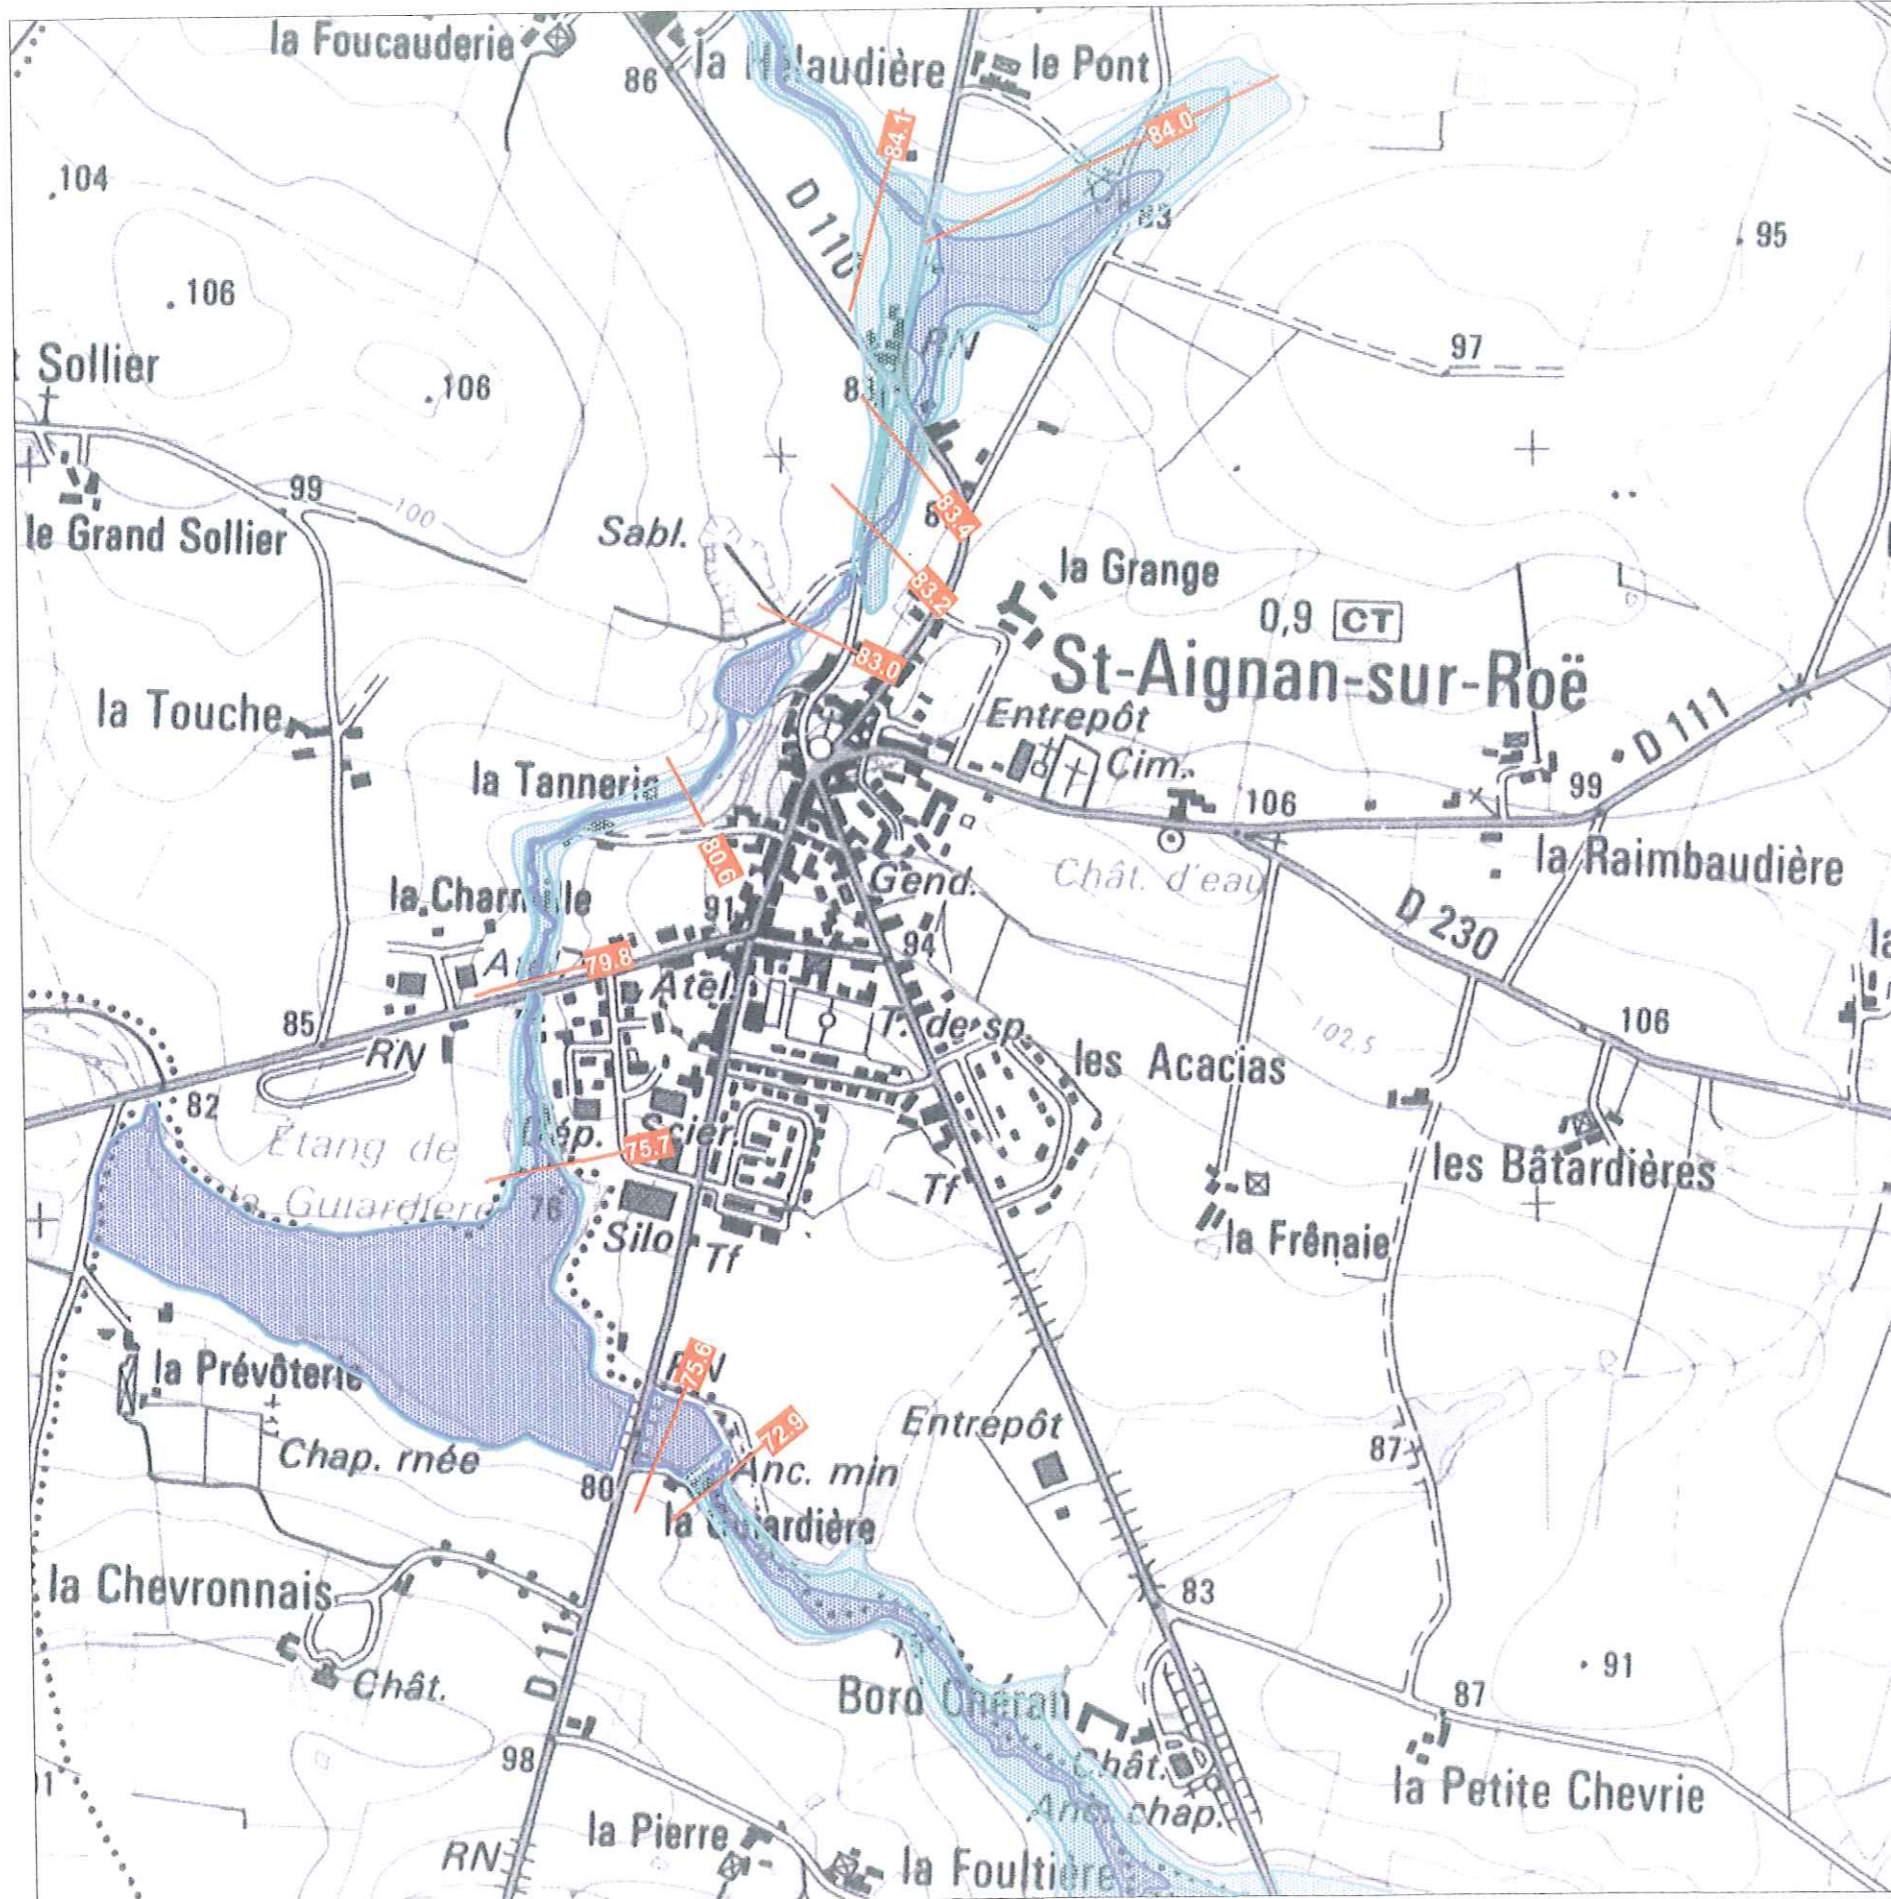 la Foucauderie
86
le Pont
84.1
84.0
104
D 110
83
95
106
RN
97
Sollier
106
99
100
83.4
Sabl.
le Grand Sollier
la Grange
83.2
0,9 CT
83.0
St-Aignan-sur-Roë
la Touche
Entrepôt
D 111
la Tannerie
Cim.
106
99
80.6
Gend.
Chât. d'eau
la Raimbaudière
91
D 230
94
79.8
Atel.
85
T. de sp.
102.5
106
RN
les Acacias
82
Étang de
la Guiardière
Dép.
Scier.
75.7
Tf
les Bâtardières
76
Silo
Tf
la Frênaie
75.6
RN
la Prévôterie
72.9
Entrepôt
Chap. rnée
Anc. min
87
80
la Guiardière
la Chevronnais
83
Chât.
D 11
91
Bord Chéran
87
98
Chât.
la Petite Chevrie
Anc. chap.
la Pierre
RN
la Foultière